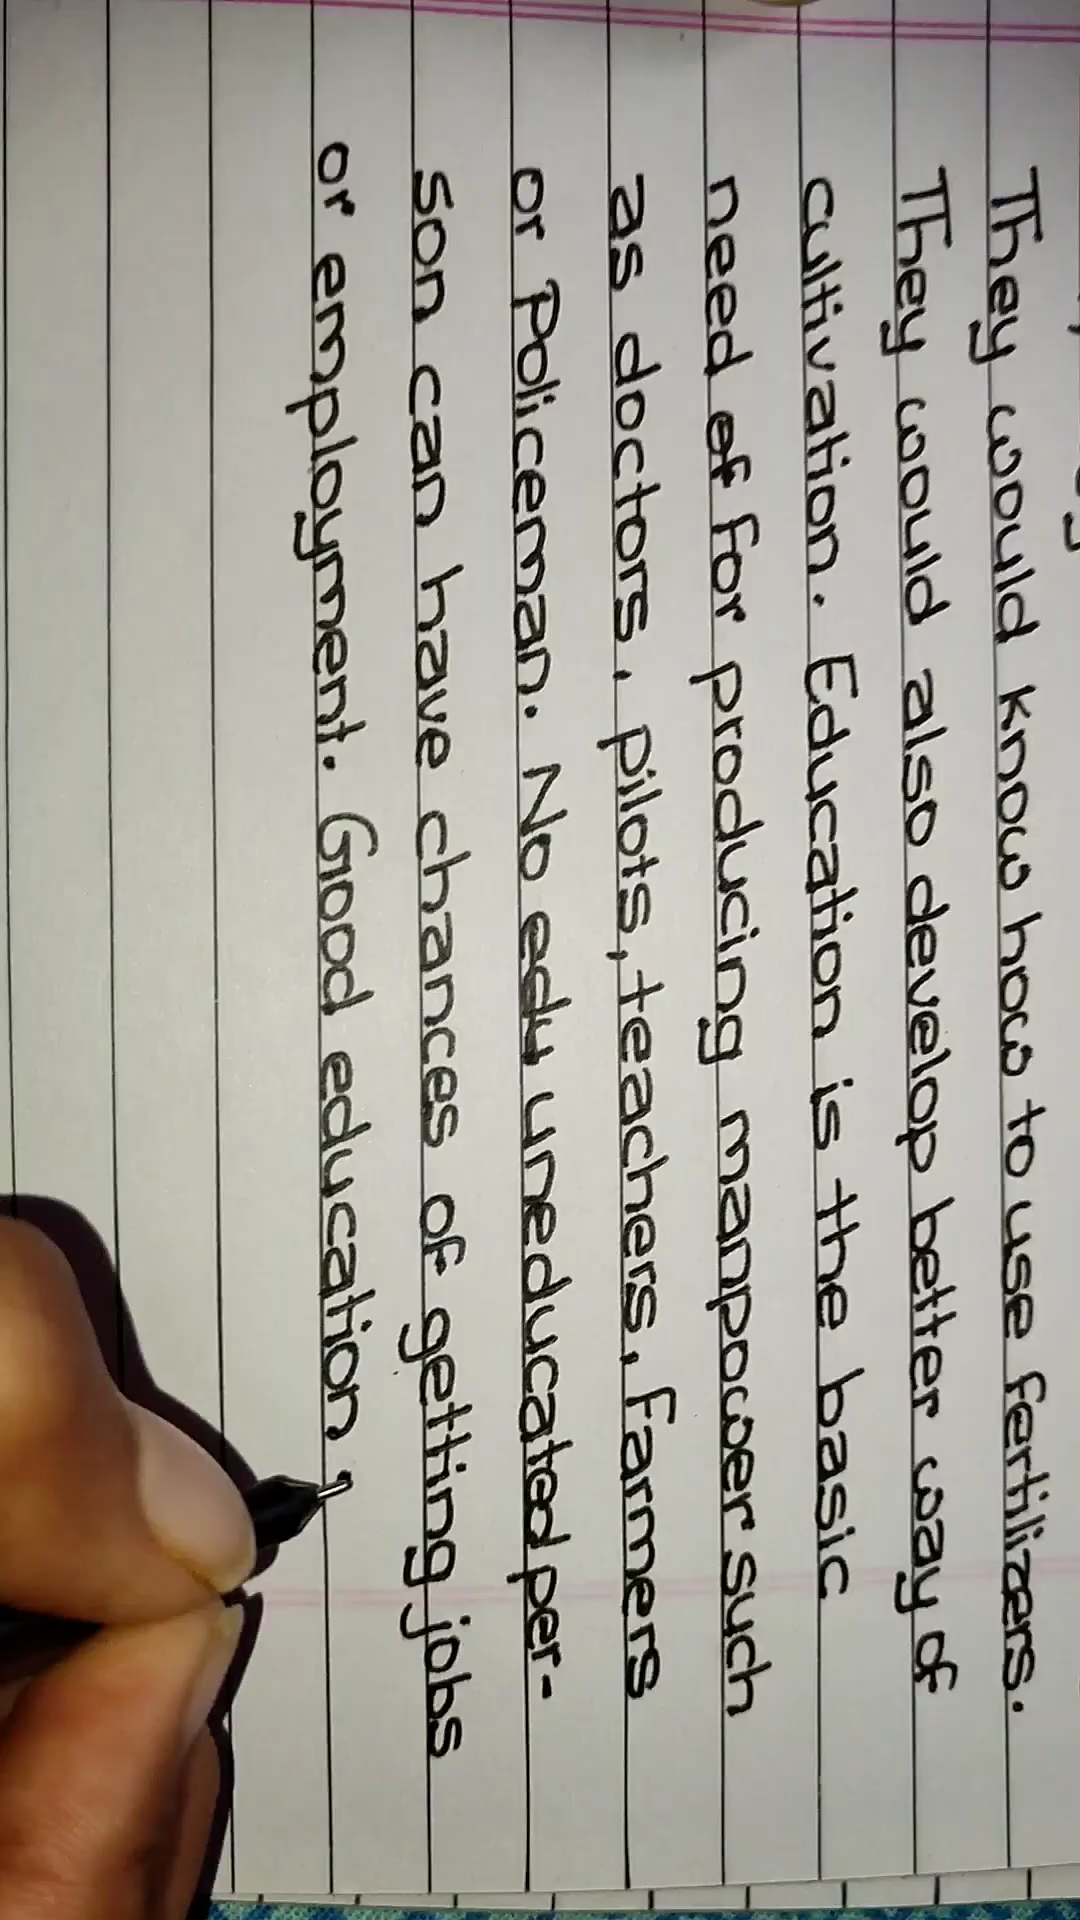 They would know how to use fertilizers.
They would also develop better way of
cultivation. Education is the basic
need of for producing manpower such
as doctors, pilots, teachers, Farmers
or Policeman. No edu uneducated per-
son can have chances of getting jobs
or employment. Good education